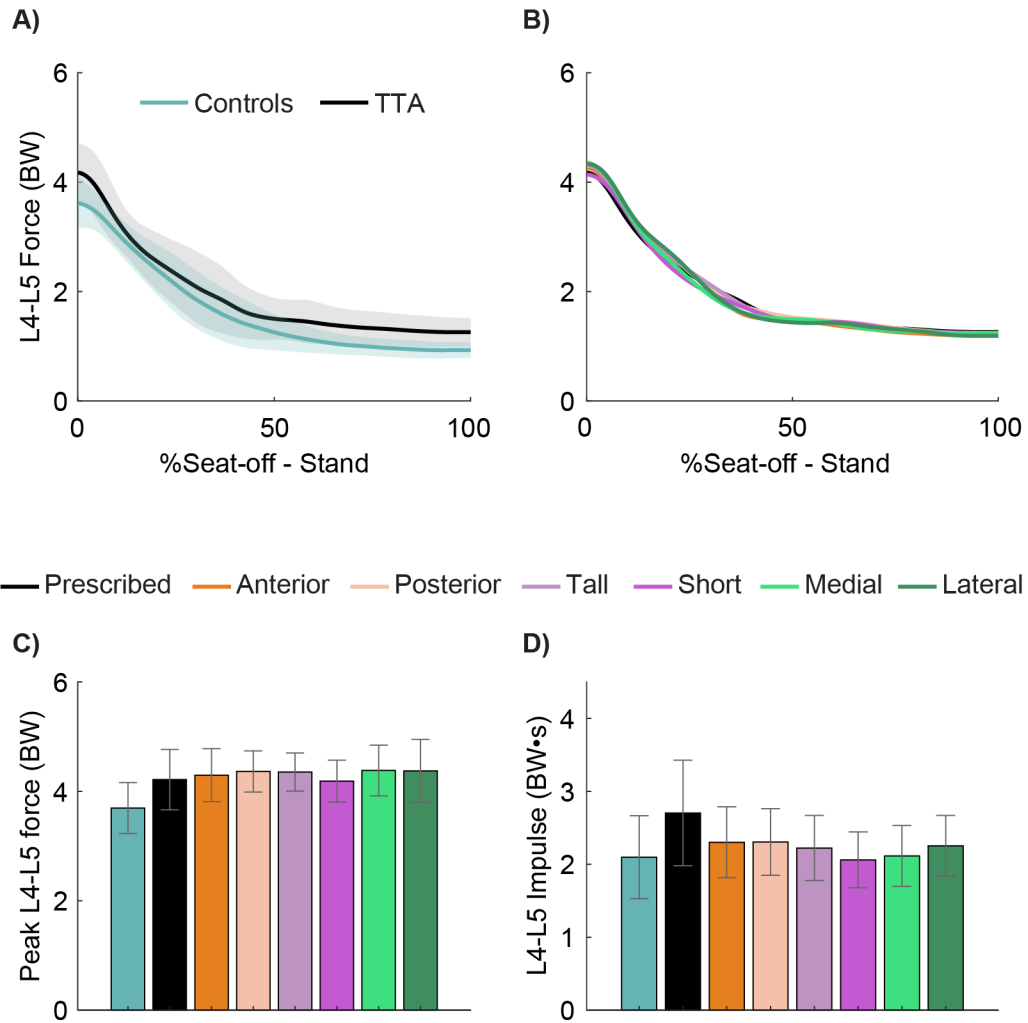 A)
B)
6
4
2
0
0
50
100
L4-L5 Force (BW)
%Seat-off - Stand
Controls
TTA
6
4
2
0
0
50
100
%Seat-off - Stand
Prescribed Anterior Posterior Tall Short Medial Lateral
C)
D)
6
4
2
0
Peak L4-L5 force (BW)
4
3
2
1
0
L4-L5 Impulse (BW•s)